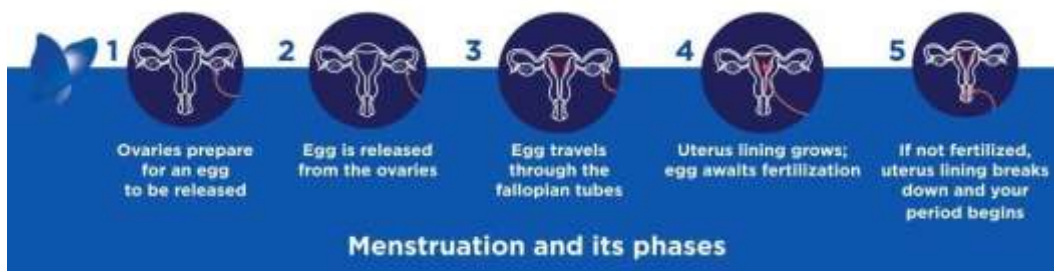 1
Ovaries prepare
for an egg
to be released
2
Egg is released
from the ovaries
3
Egg travels
through the
fallopian tubes
4
Uterus lining grows;
egg awaits fertilization
5
If not fertilized,
uterus lining breaks
down and your
period begins
Menstruation and its phases